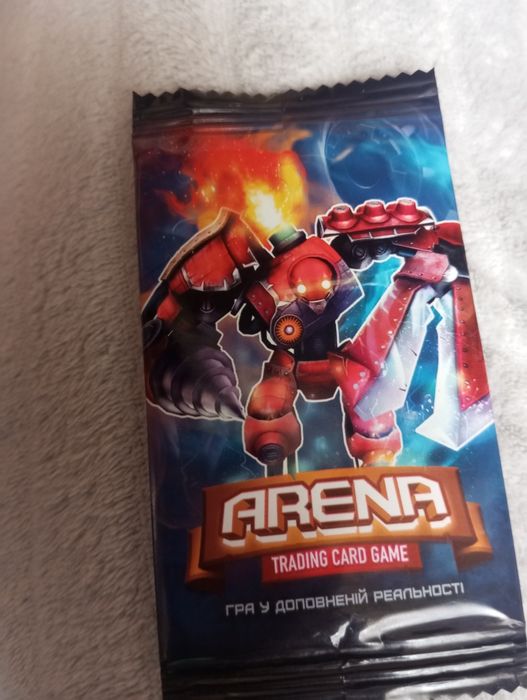 ARENA
TRADING CARD GAME
ГРА У ДОПОВНЕНІЙ РЕАЛЬНОСТІ